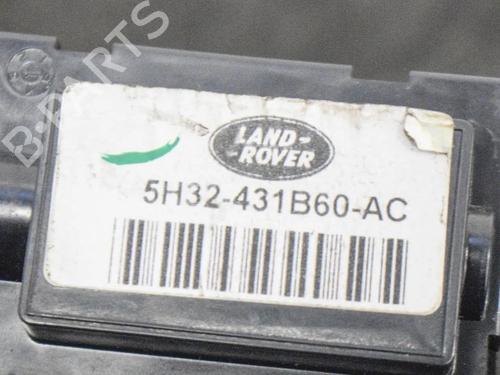 B-PARTS
LAND-
-ROVER
5H32-431B60-AC